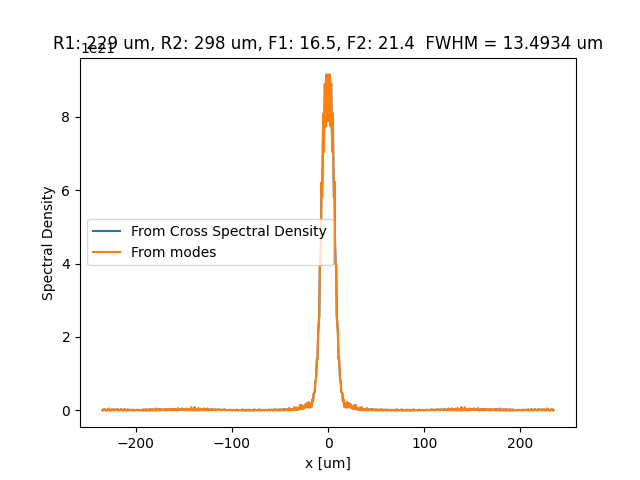 R1: 229 um, R2: 298 um, F1: 16.5, F2: 21.4  FWHM = 13.4934 um
1e21
8
6
4
2
0
Spectral Density
From Cross Spectral Density
From modes
−200
−100
0
100
200
x [um]